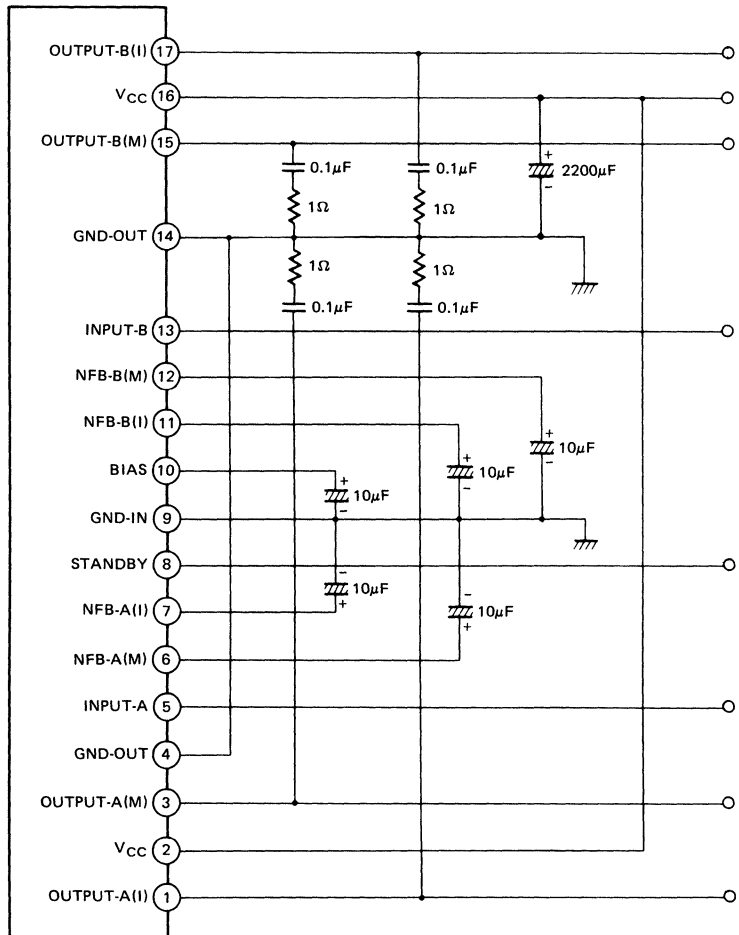 OUTPUT-B(I) 17
VCC 16
OUTPUT-B(M) 15
0.1μF 0.1μF + 2200μF -
1Ω 1Ω
GND-OUT 14
1Ω 1Ω
0.1μF 0.1μF
INPUT-B 13
NFB-B(M) 12
NFB-B(I) 11
+ 10μF -
BIAS 10
+ 10μF -
+ 10μF -
GND-IN 9
STANDBY 8
- 10μF +
NFB-A(I) 7
- 10μF +
NFB-A(M) 6
INPUT-A 5
GND-OUT 4
OUTPUT-A(M) 3
VCC 2
OUTPUT-A(I) 1